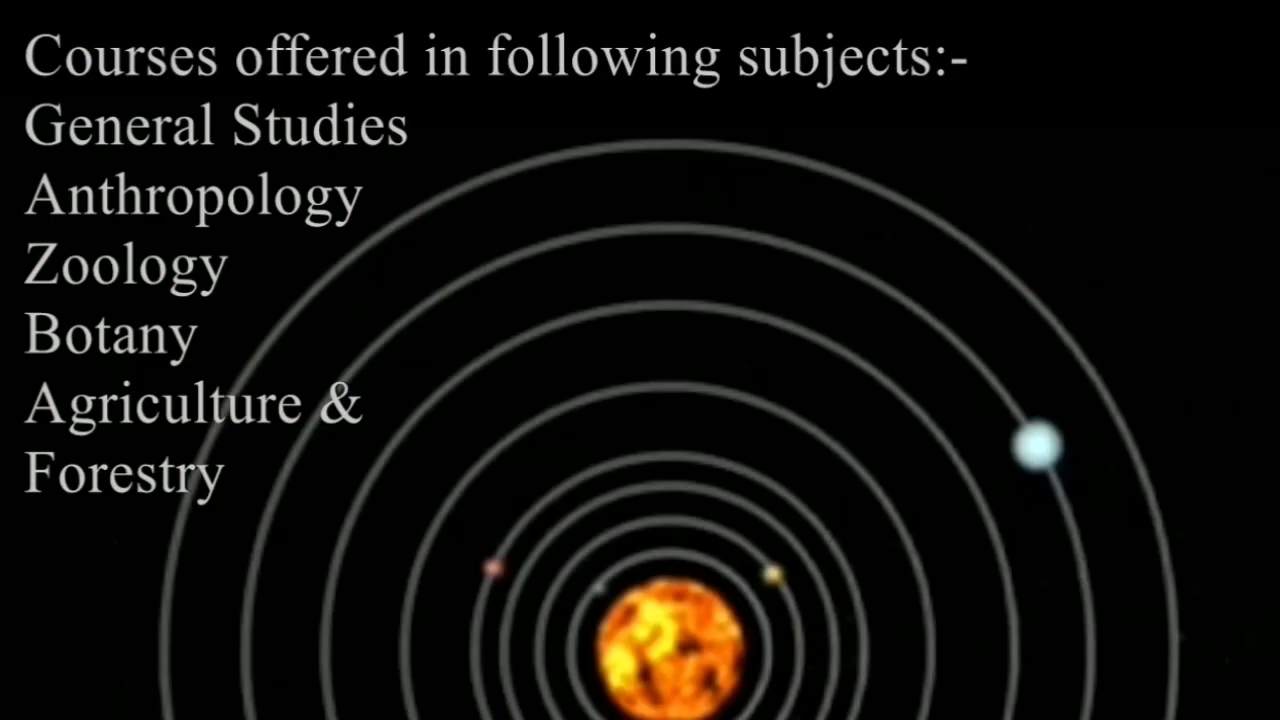 Courses offered in following subjects:-
General Studies
Anthropology
Zoology
Botany
Agriculture &
Forestry